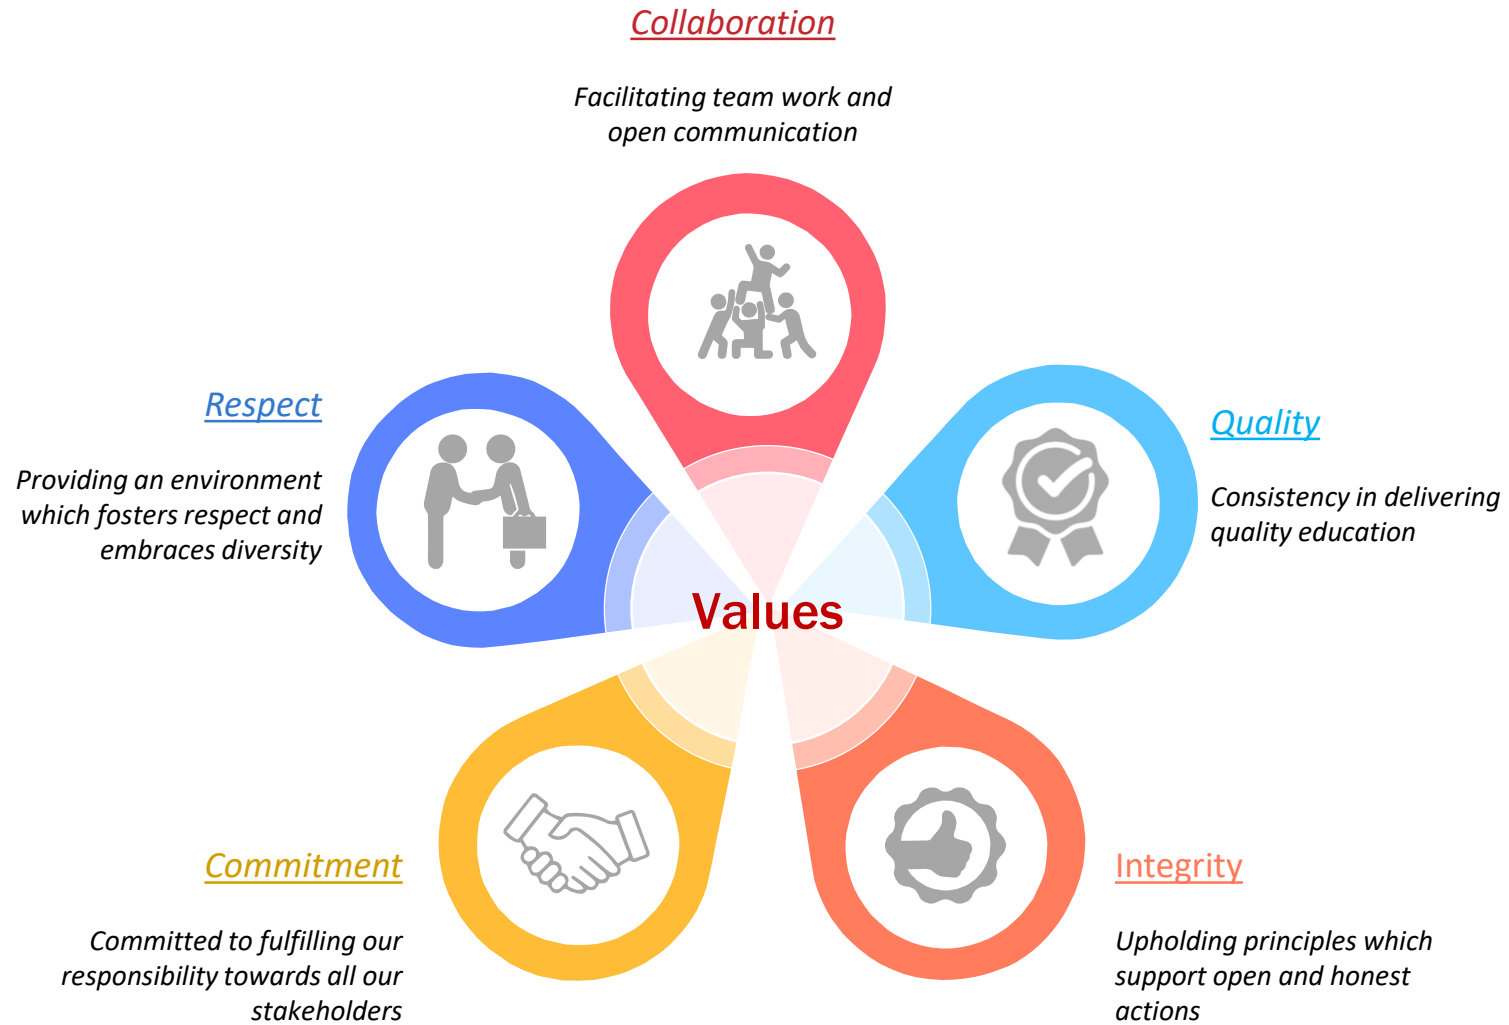 Collaboration
Facilitating team work and
open communication
Respect
Providing an environment
which fosters respect and
embraces diversity
Quality
Consistency in delivering
quality education
Values
Commitment
Committed to fulfilling our
responsibility towards all our
stakeholders
Integrity
Upholding principles which
support open and honest
actions